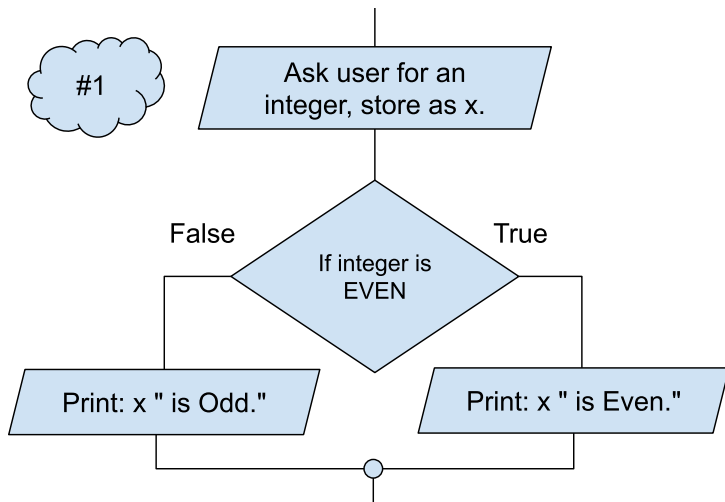 #1
Ask user for an
integer, store as x.
False
True
If integer is
EVEN
Print: x " is Odd."
Print: x " is Even."